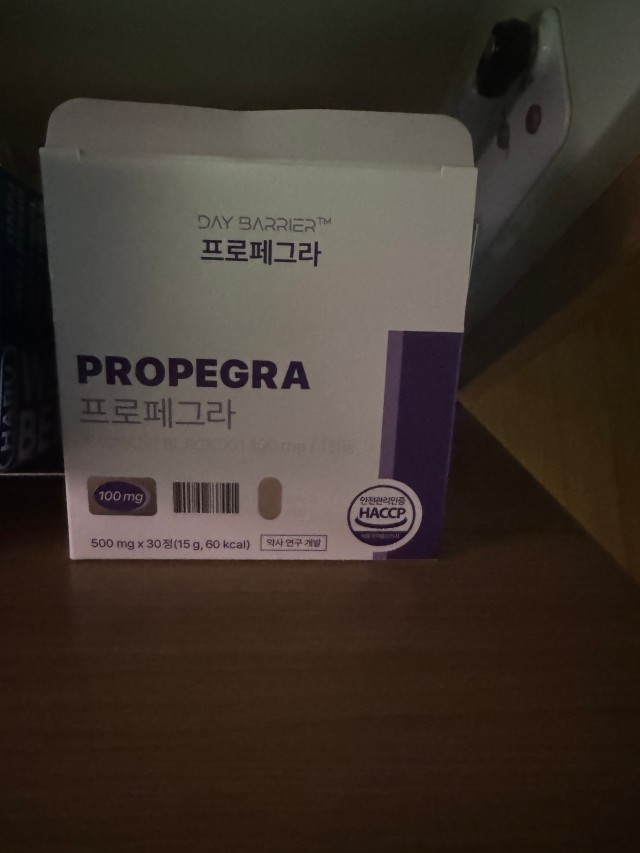 DAY BARRIER™
프로페그라
PROPEGRA
프로페그라
100 mg
안전관리인증
HACCP
500 mg x 30정(15 g, 60 kcal)
약사 연구 개발